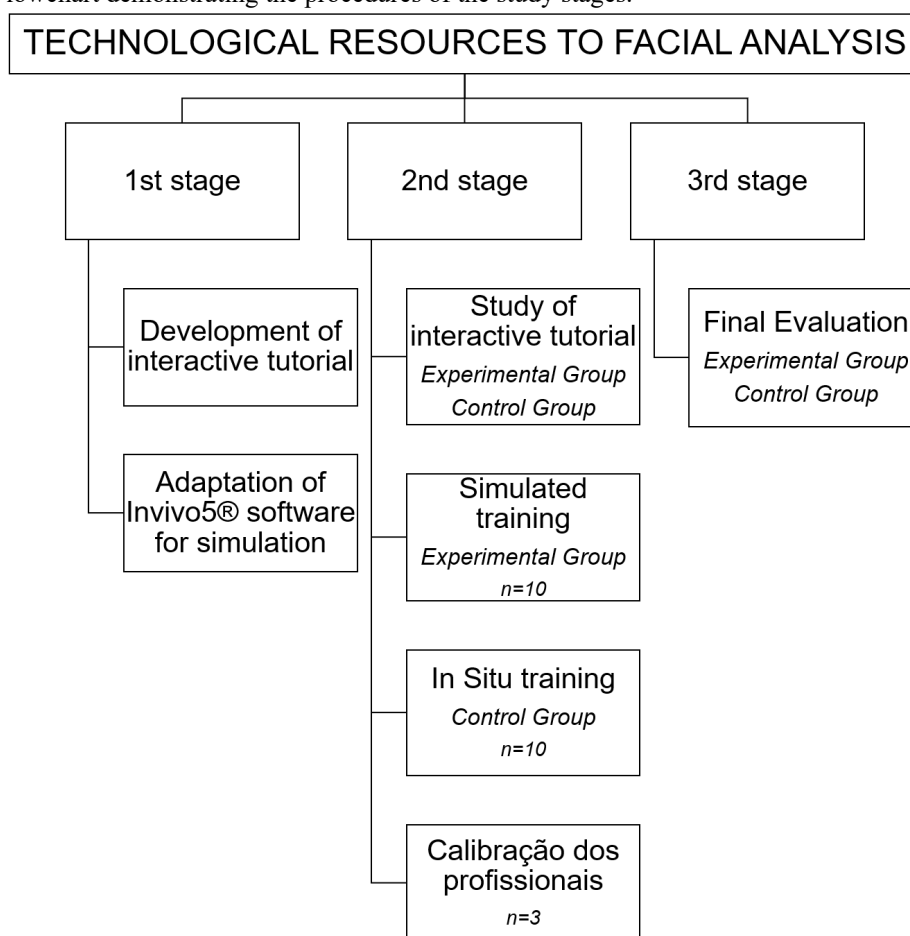 lowchart demonstrating the procedures of the study stages.
TECHNOLOGICAL RESOURCES TO FACIAL ANALYSIS
1st stage
2nd stage
3rd stage
Development of
interactive tutorial
Adaptation of
Invivo5® software
for simulation
Study of
interactive tutorial
Experimental Group
Control Group
Simulated
training
Experimental Group
n=10
In Situ training
Control Group
n=10
Calibração dos
profissionais
n=3
Final Evaluation
Experimental Group
Control Group